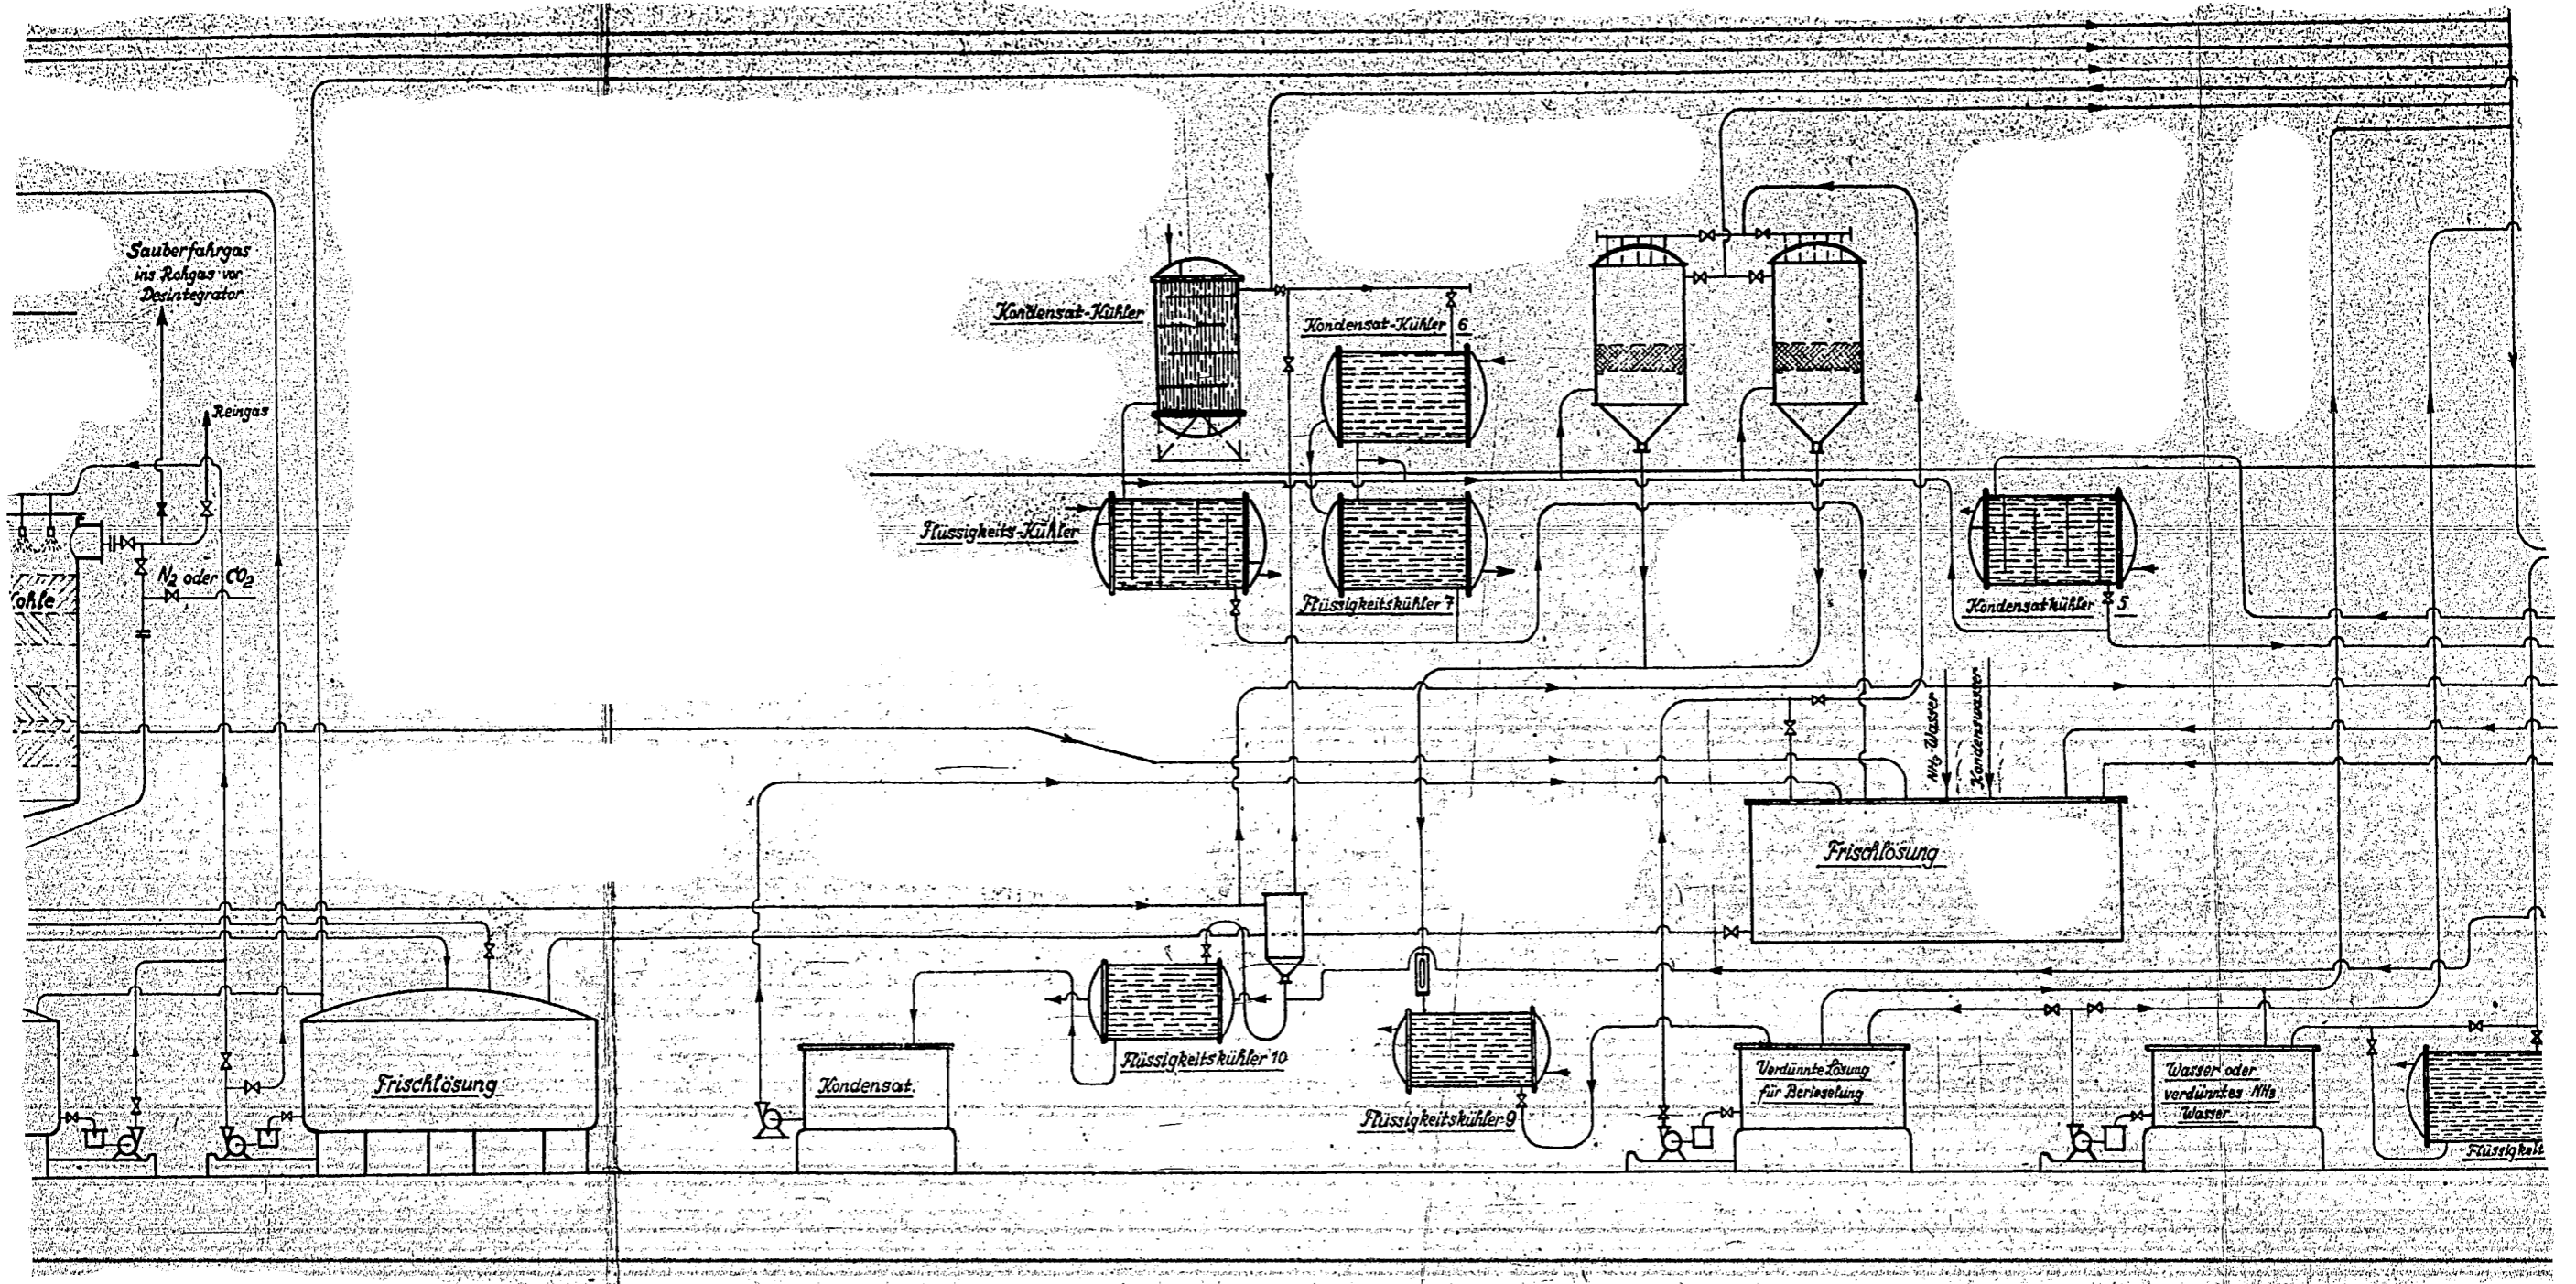 Sauberfahrgas
ins Rohgas vor
Desintegrator
Reingas
N2 oder CO2
ohle
Kondensat-Kühler
Kondensat-Kühler 6
Flüssigkeits-Kühler
Flüssigkeitskühler 7
Kondensatkühler 5
NH3-Wasser
Kondenswasser
Frischlösung
Frischlösung
Kondensat.
Flüssigkeitskühler 10
Flüssigkeitskühler 9
Verdünnte Lösung
für Berieselung
Wasser oder
verdünntes NH3
Wasser
Flüssigkeit